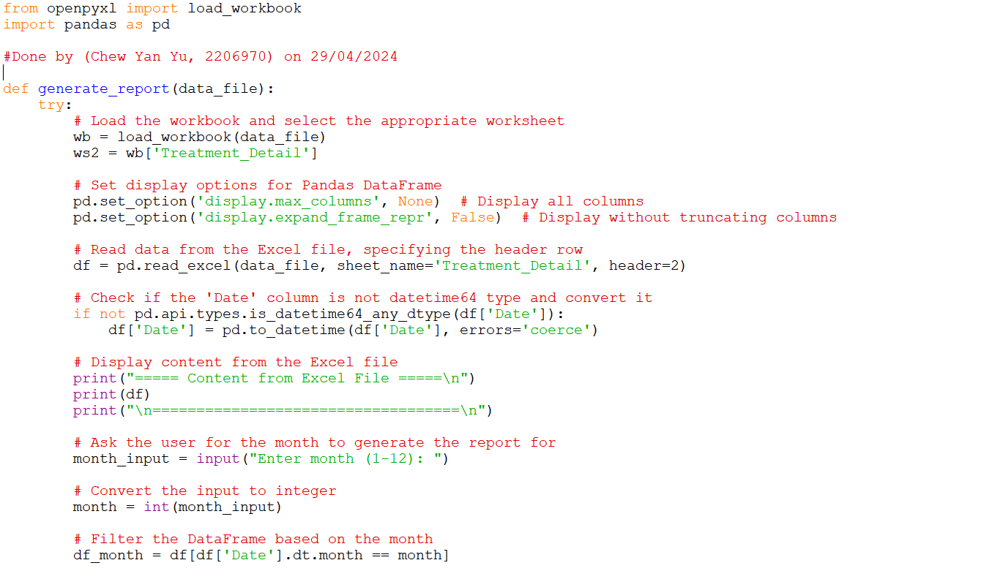 from openpyxl import load_workbook
import pandas as pd

#Done by (Chew Yan Yu, 2206970) on 29/04/2024

def generate_report(data_file):
    try:
        # Load the workbook and select the appropriate worksheet
        wb = load_workbook(data_file)
        ws2 = wb['Treatment_Detail']

        # Set display options for Pandas DataFrame
        pd.set_option('display.max_columns', None)  # Display all columns
        pd.set_option('display.expand_frame_repr', False)  # Display without truncating columns

        # Read data from the Excel file, specifying the header row
        df = pd.read_excel(data_file, sheet_name='Treatment_Detail', header=2)

        # Check if the 'Date' column is not datetime64 type and convert it
        if not pd.api.types.is_datetime64_any_dtype(df['Date']):
            df['Date'] = pd.to_datetime(df['Date'], errors='coerce')

        # Display content from the Excel file
        print("===== Content from Excel File =====\n")
        print(df)
        print("\n===================================\n")

        # Ask the user for the month to generate the report for
        month_input = input("Enter month (1-12): ")

        # Convert the input to integer
        month = int(month_input)

        # Filter the DataFrame based on the month
        df_month = df[df['Date'].dt.month == month]